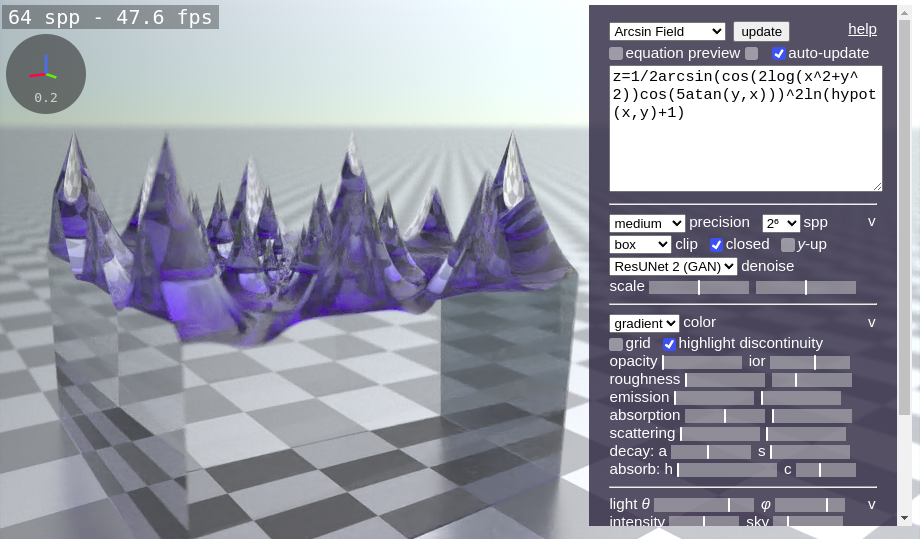 64 spp - 47.6 fps
0.2
Arcsin Field update help
equation preview auto-update
z=1/2arcsin(cos(2log(x^2+y^
2))cos(5atan(y,x)))^2ln(hypot
(x,y)+1)
medium precision 2⁶ spp v
box clip closed y-up
ResUNet 2 (GAN) denoise
scale
gradient color v
grid highlight discontinuity
opacity ior
roughness
emission
absorption
scattering
decay: a s
absorb: h c
light θ φ v
intensity sky